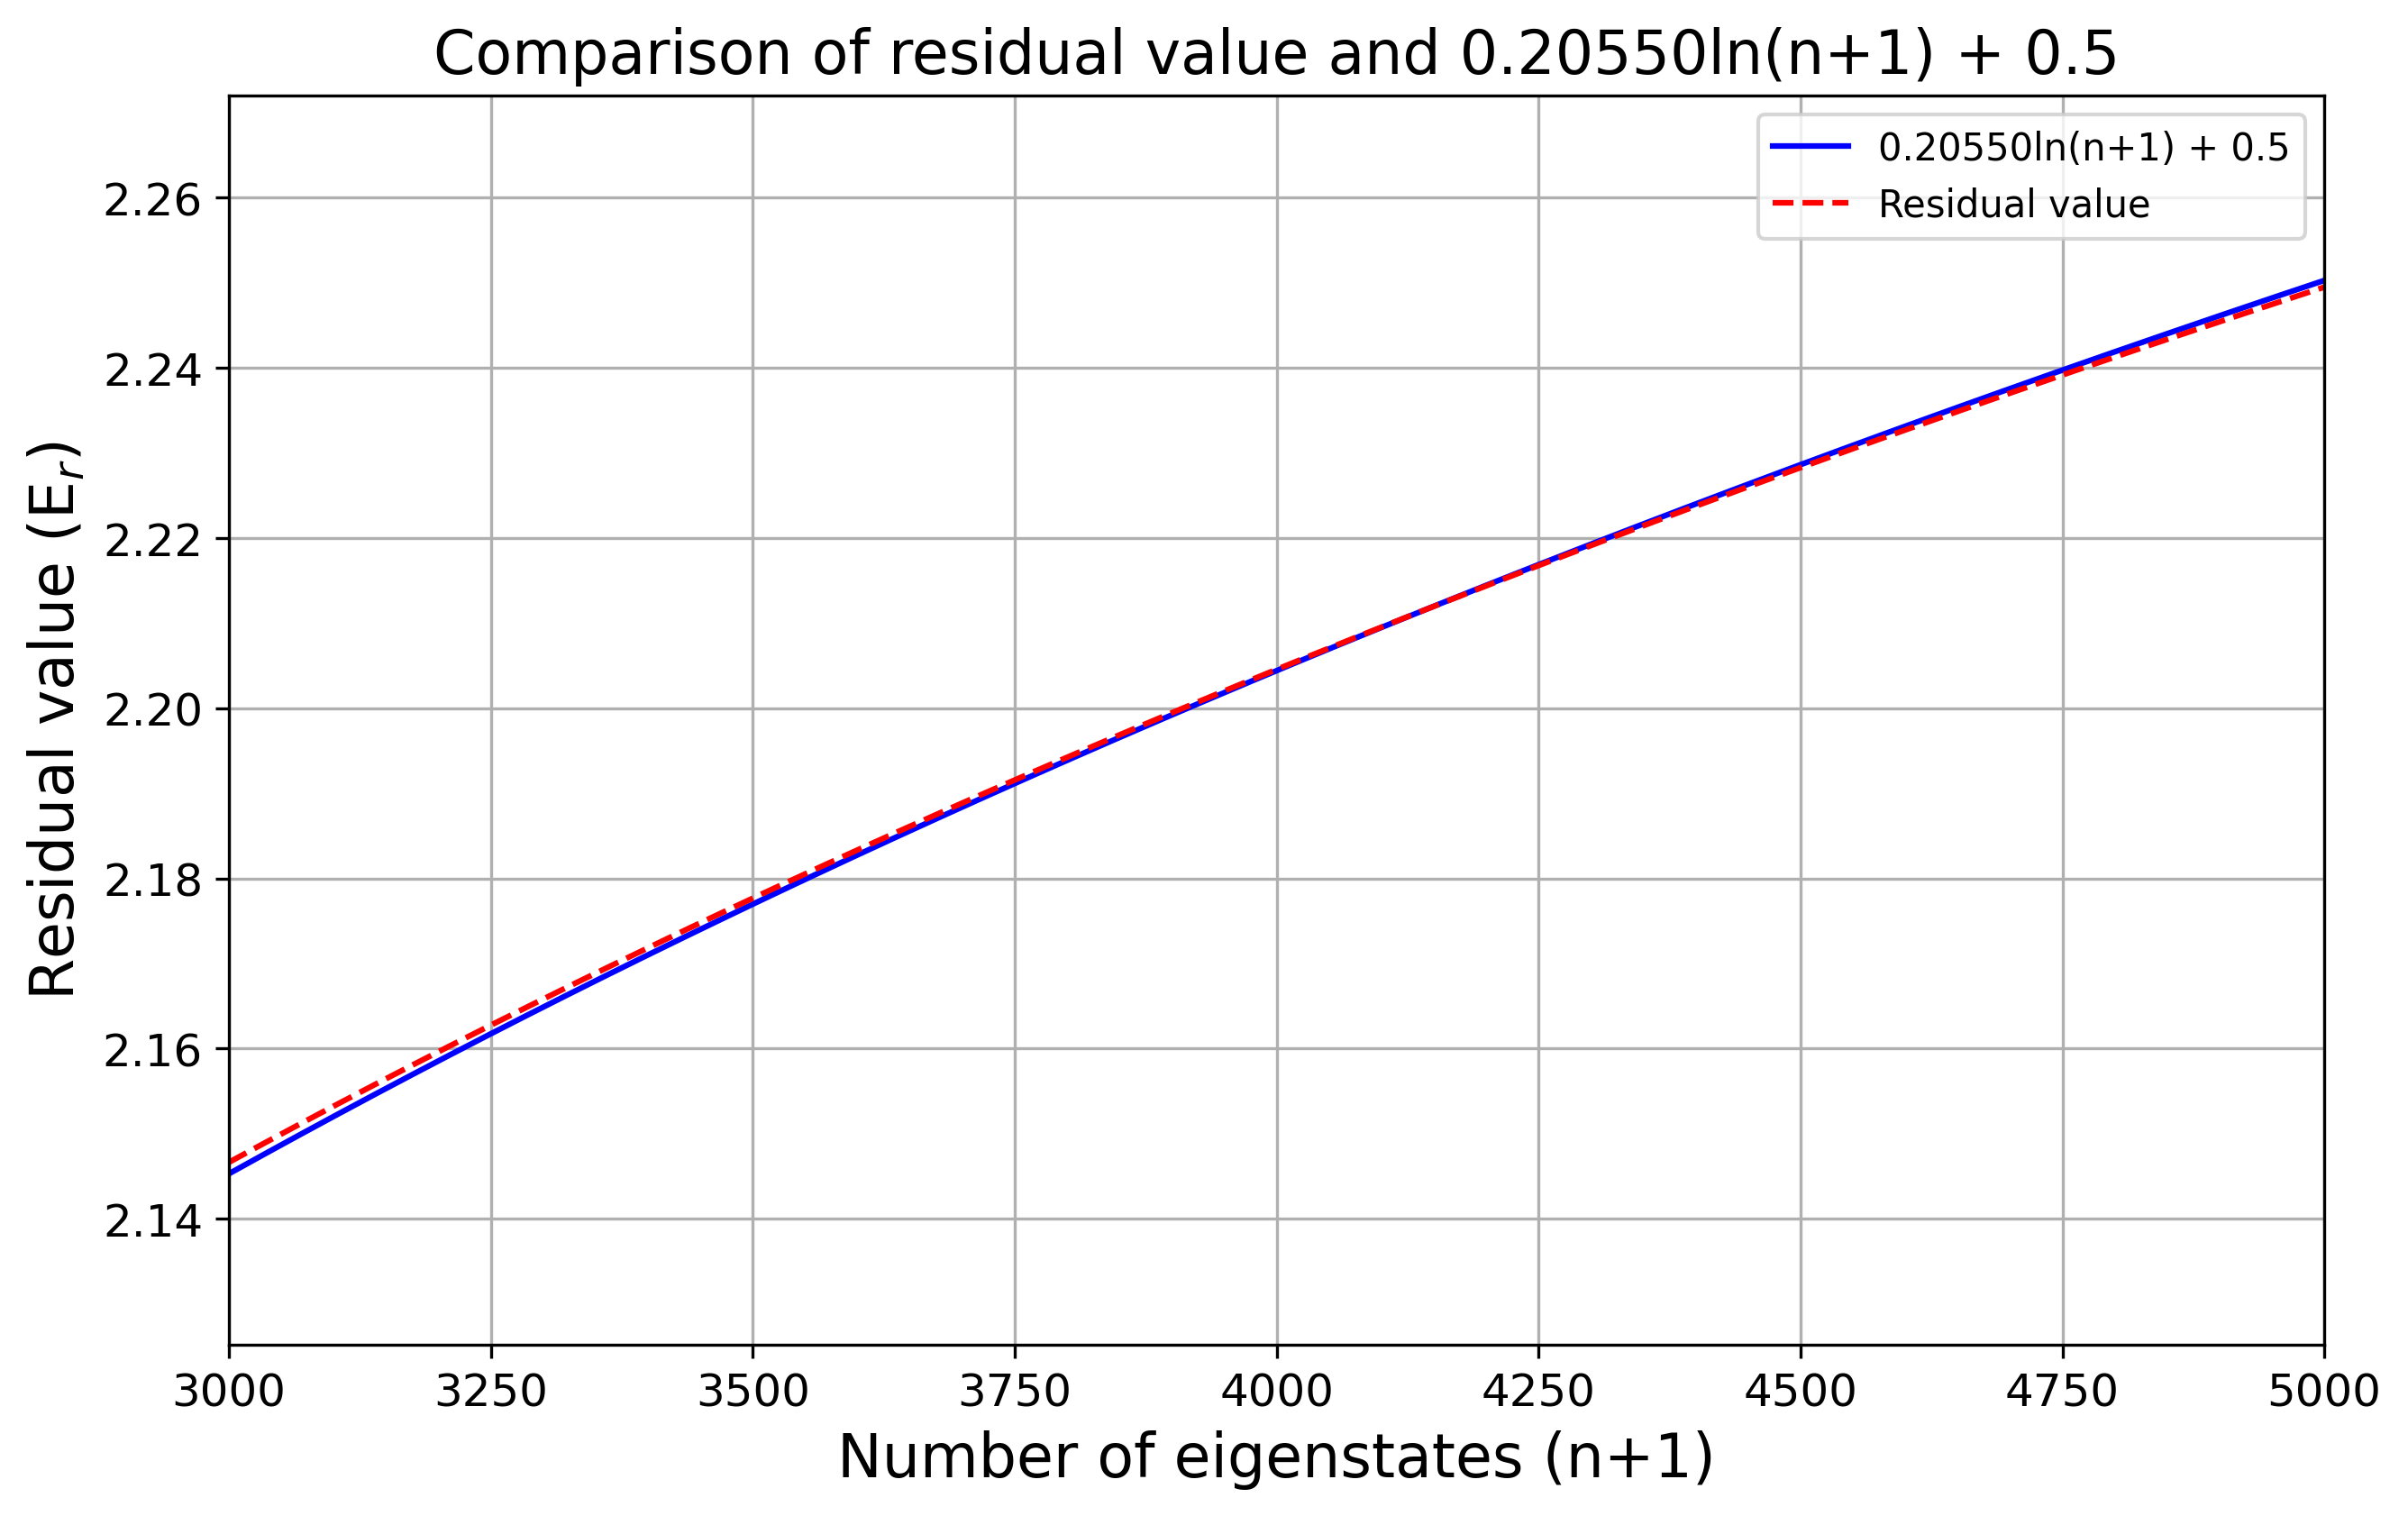 Comparison of residual value and 0.20550ln(n+1) + 0.5
0.20550ln(n+1) + 0.5
Residual value
2.26
2.24
2.22
2.20
2.18
2.16
2.14
Residual value (E_r)
3000 3250 3500 3750 4000 4250 4500 4750 5000
Number of eigenstates (n+1)